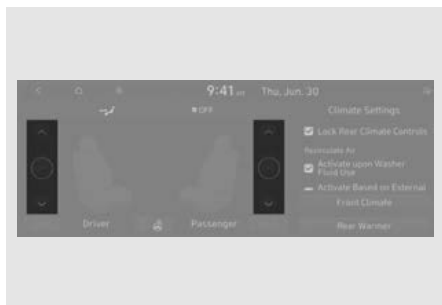 9:41 am Thu, Jun. 30
OFF
Climate Settings
Lock Rear Climate Controls
Recirculate Air
Activate upon Washer
Fluid Use
Activate Based on External
Front Climate
Driver
Passenger
Rear Warmer